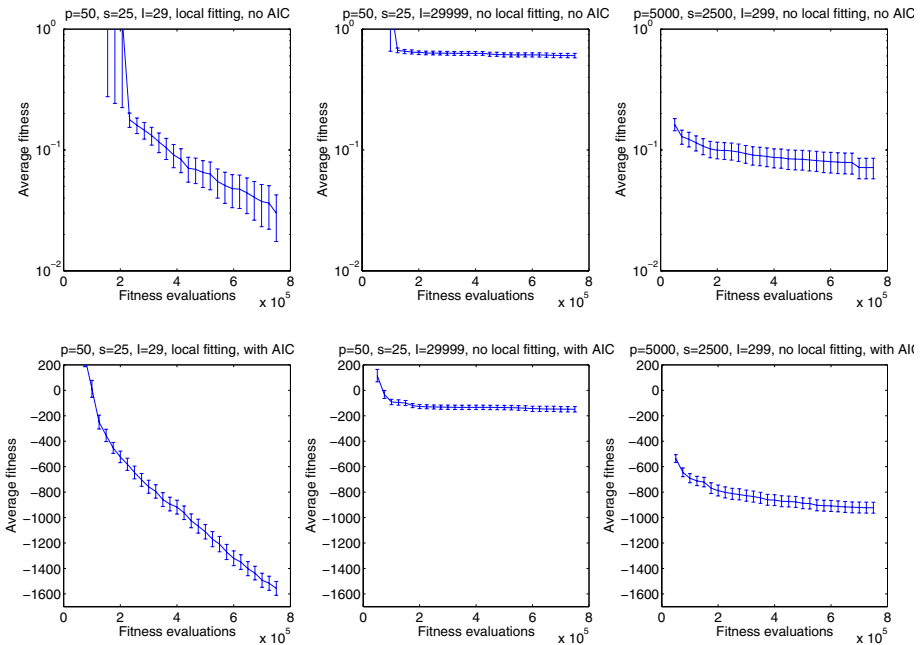 p=50, s=25, I=29, local fitting, no AIC
10^0
10^-1
10^-2
Average fitness
0 2 4 6 8
Fitness evaluations
x 10^5
p=50, s=25, I=29999, no local fitting, no AIC
10^0
10^-1
10^-2
Average fitness
0 2 4 6 8
Fitness evaluations
x 10^5
p=5000, s=2500, I=299, no local fitting, no AIC
10^0
10^-1
10^-2
Average fitness
0 2 4 6 8
Fitness evaluations
x 10^5
p=50, s=25, I=29, local fitting, with AIC
200
0
−200
−400
−600
−800
−1000
−1200
−1400
−1600
Average fitness
0 2 4 6 8
Fitness evaluations
x 10^5
p=50, s=25, I=29999, no local fitting, with AIC
200
0
−200
−400
−600
−800
−1000
−1200
−1400
−1600
Average fitness
0 2 4 6 8
Fitness evaluations
x 10^5
p=5000, s=2500, I=299, no local fitting, with AIC
200
0
−200
−400
−600
−800
−1000
−1200
−1400
−1600
Average fitness
0 2 4 6 8
Fitness evaluations
x 10^5